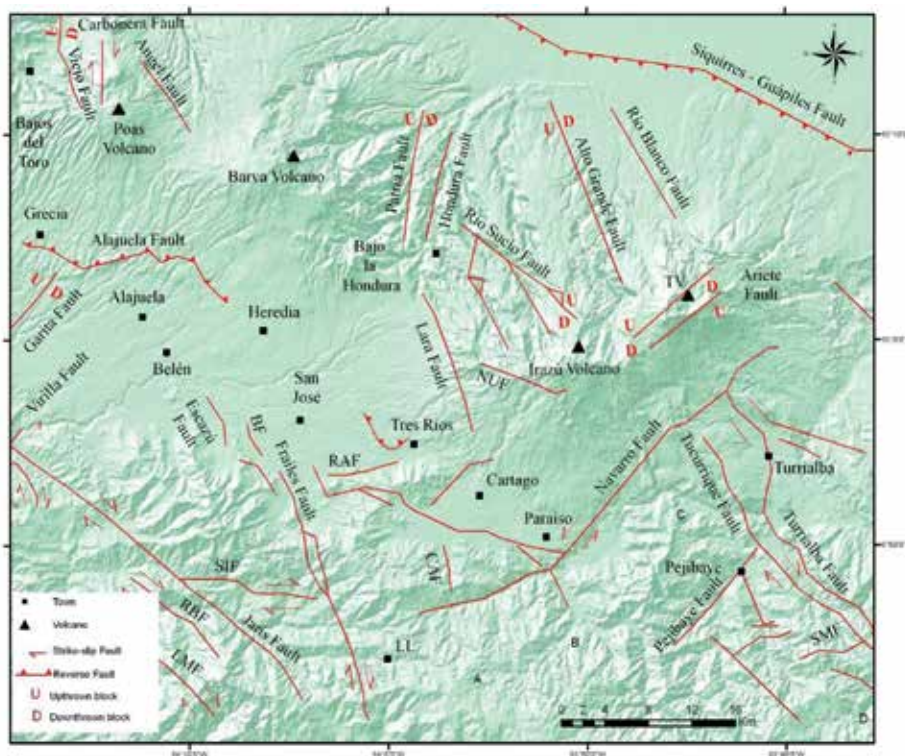 Carbonera Fault
U D
Viejo Fault
Angel Fault
Siquirres - Guápiles Fault
Bajos
del
Toro
Poas
Volcano
Barva Volcano
U D
Parna Fault
Hondura Fault
U D
Alto Grande Fault
Rio Blanco Fault
Grecia
Alajuela Fault
Bajo
la
Hondura
Rio Sucio Fault
U
D
TV
Ariete
Fault
D
U
U
D
U
D
Garita Fault
Alajuela
Heredia
Belén
Lara Fault
Irazú Volcano
NUF
Virilla Fault
San
José
Escazú
Fault
BF
Frailes Fault
Tres Rios
RAF
Cartago
Navarro Fault
Tucurrique Fault
Turrialba
Paraiso
C
Turrialba Fault
CAF
Pejibaye
Pejibaye Fault
SIF
RBF
Jaris Fault
LMF
LL
A
B
SMF
D
Town
Volcano
Strike-slip Fault
Reverse Fault
U Upthrown block
D Downthrown block
Km